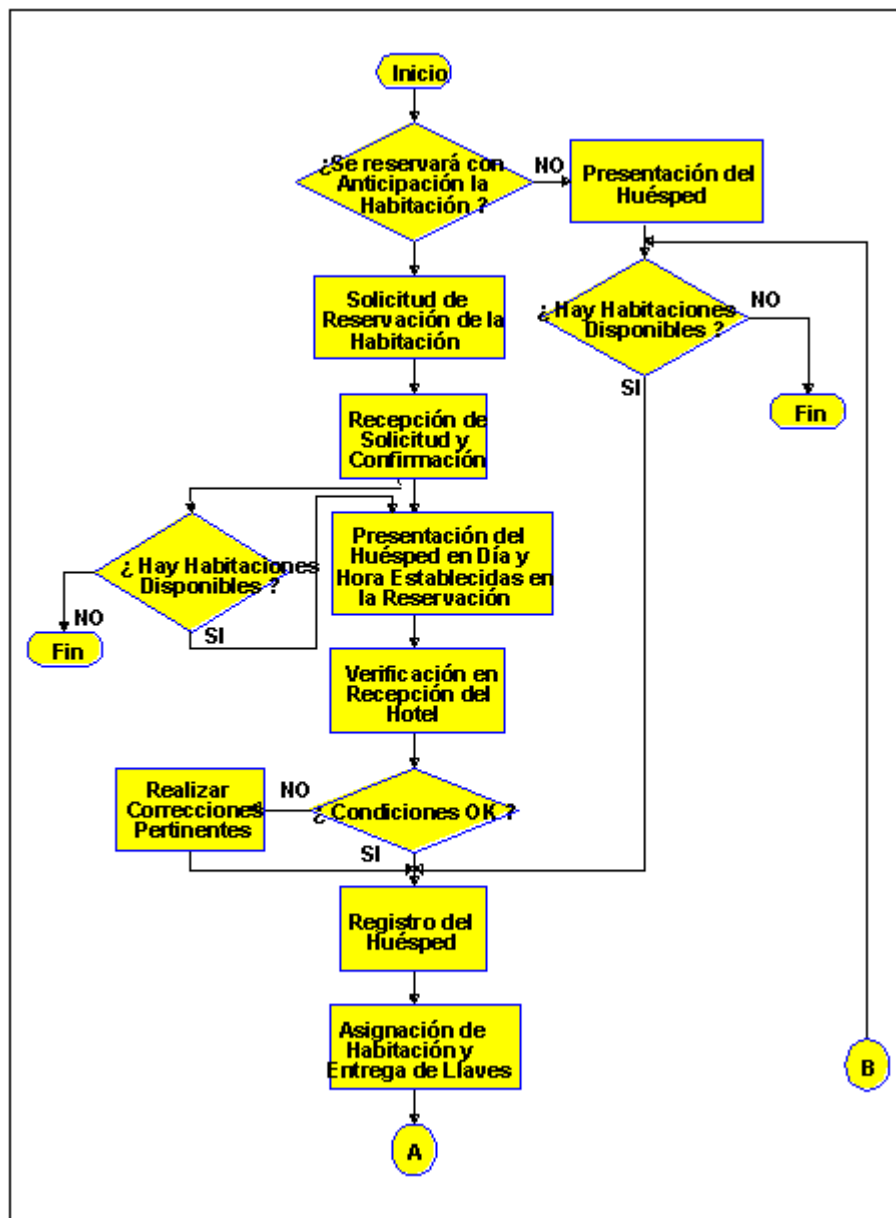 Inicio
¿Se reservará con
Anticipación la
Habitación ?
NO
Presentación del
Huésped
Solicitud de
Reservación de la
Habitación
¿ Hay Habitaciones
Disponibles ?
NO
SI
Fin
Recepción de
Solicitud y
Confirmación
¿ Hay Habitaciones
Disponibles ?
NO
SI
Fin
Presentación del
Huésped en Día y
Hora Establecidas en
la Reservación
Verificación en
Recepción del
Hotel
Realizar
Correcciones
Pertinentes
NO
¿ Condiciones OK ?
SI
Registro del
Huésped
Asignación de
Habitación y
Entrega de Llaves
B
A